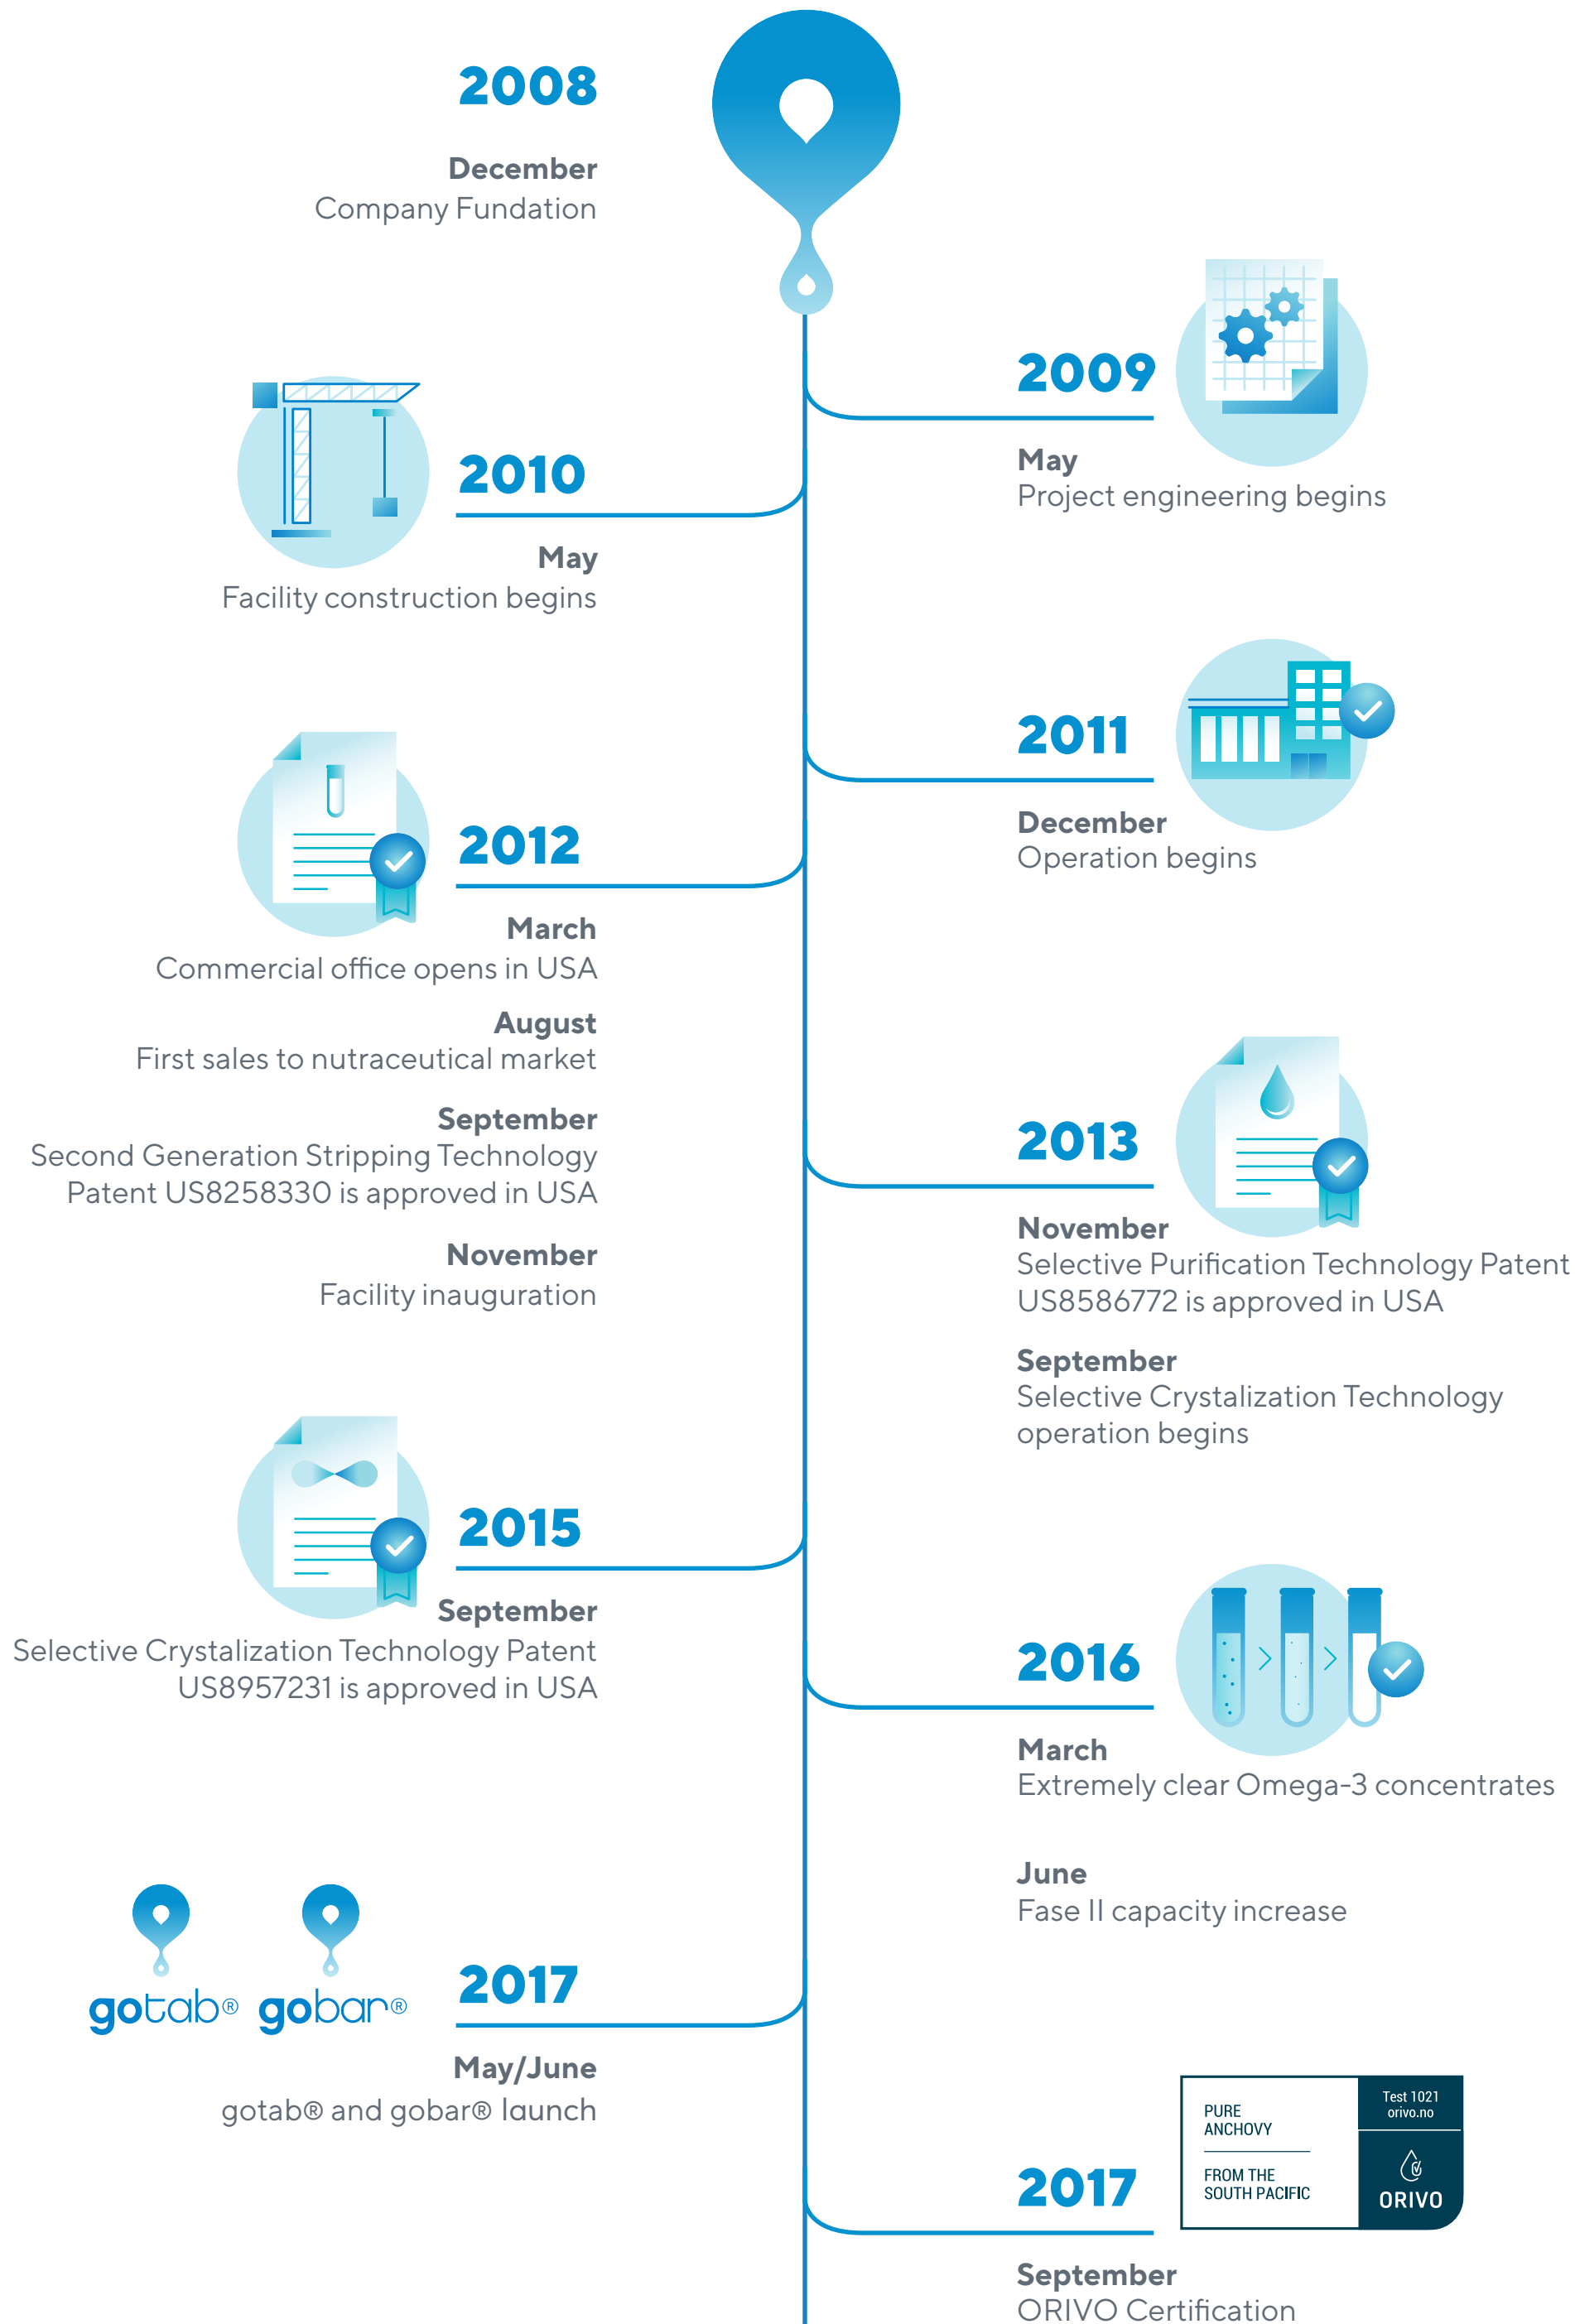 2008
December
Company Fundation
2009
May
Project engineering begins
2010
May
Facility construction begins
2011
December
Operation begins
2012
March
Commercial office opens in USA
August
First sales to nutraceutical market
September
Second Generation Stripping Technology
Patent US8258330 is approved in USA
November
Facility inauguration
2013
November
Selective Purification Technology Patent
US8586772 is approved in USA
September
Selective Crystalization Technology
operation begins
2015
September
Selective Crystalization Technology Patent
US8957231 is approved in USA
2016
March
Extremely clear Omega-3 concentrates
June
Fase II capacity increase
gotab® gobar®
2017
May/June
gotab® and gobar® launch
2017
PURE
ANCHOVY
FROM THE
SOUTH PACIFIC
Test 1021
orivo.no
ORIVO
September
ORIVO Certification